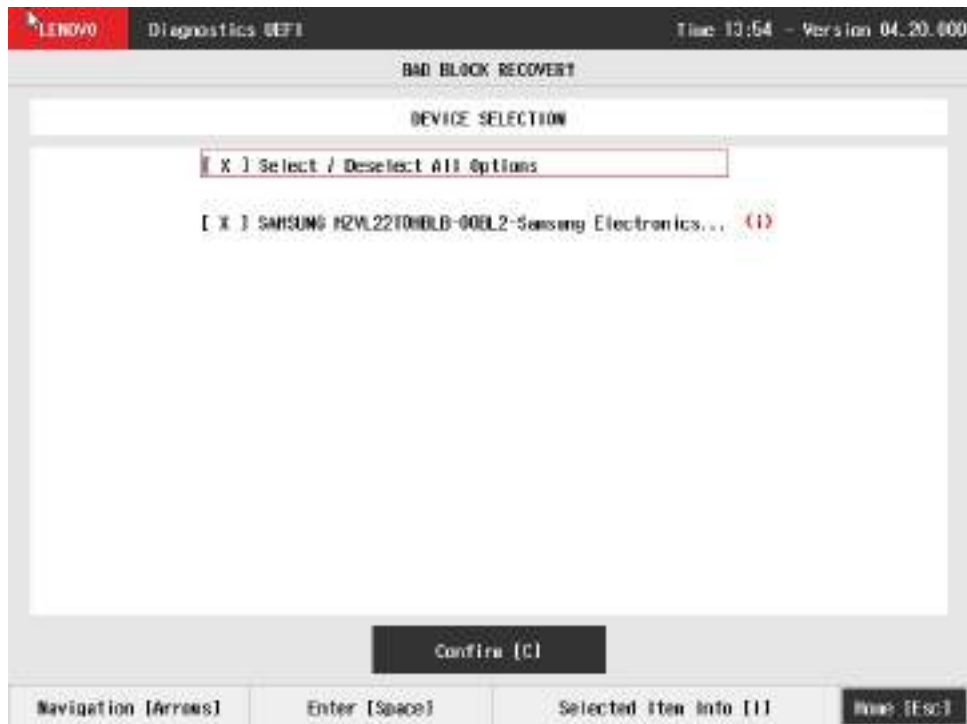 LENOVO Diagnostics UEFI Time 13:54 - Version 04.20.000
BAD BLOCK RECOVERY
DEVICE SELECTION
[ X ] Select / Deselect All Options
[ X ] SAMSUNG MZVL22T0HBLB-00BL2-Samsung Electronics... (i)
Confirm [C]
Navigation [Arrows] Enter [Space] Selected Item Info [I] Home [Esc]